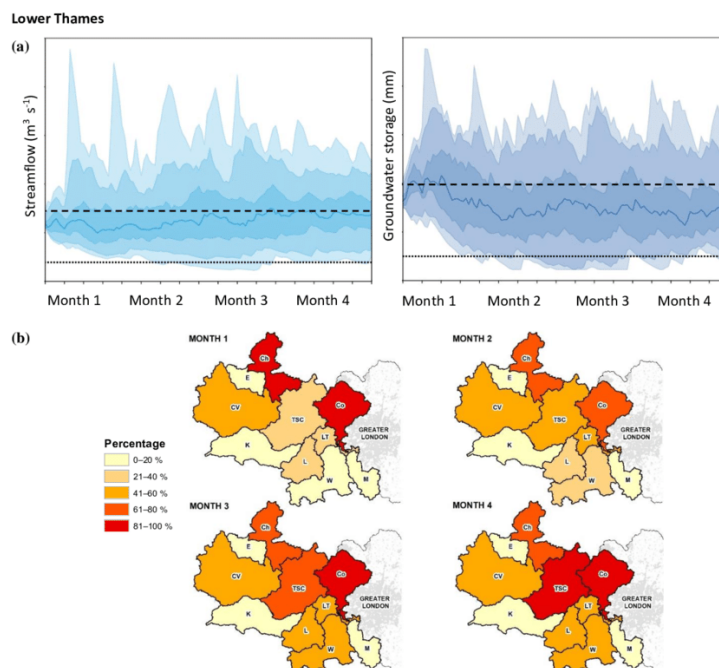 Lower Thames
(a)
Streamflow (m³ s⁻¹)
Month 1 Month 2 Month 3 Month 4
Groundwater storage (mm)
Month 1 Month 2 Month 3 Month 4
(b)
Percentage
0–20 %
21–40 %
41–60 %
61–80 %
81–100 %
MONTH 1
Ch
E
CV
TSC
Co
K
LT
L
W
M
GREATER
LONDON
MONTH 2
Ch
E
CV
TSC
Co
K
LT
L
W
M
GREATER
LONDON
MONTH 3
Ch
E
CV
TSC
Co
K
LT
L
W
M
GREATER
LONDON
MONTH 4
Ch
E
CV
TSC
Co
K
LT
L
W
M
GREATER
LONDON